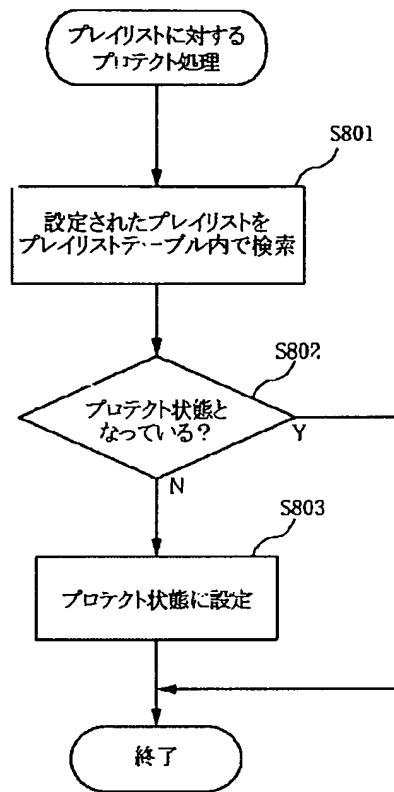 プレイリストに対する
プロテクト処理
S801
設定されたプレイリストを
プレイリストテーブル内で検索
S802
プロテクト状態と
なっている？
Y
N
S803
プロテクト状態に設定
終了